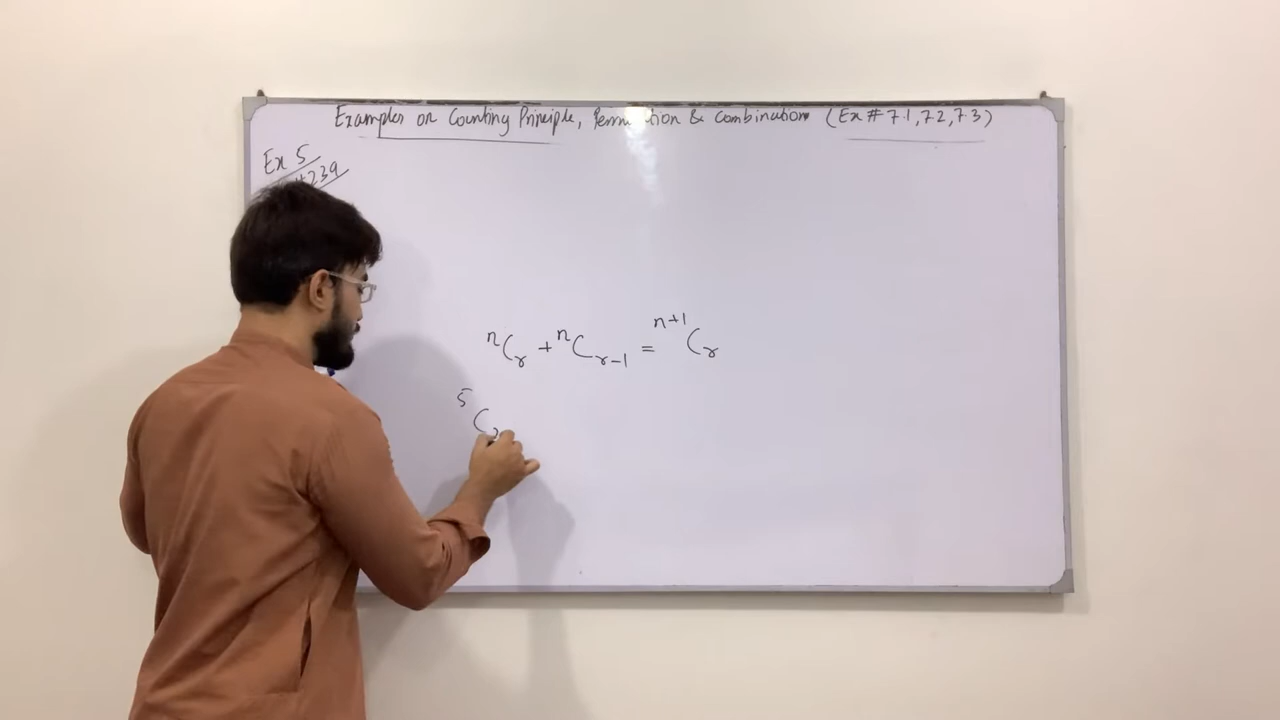 Examples on Counting Principle, & Combination (Ex # 7.1, 7.2, 7.3)
Ex 5
#239
ⁿCᵣ + ⁿCᵣ₋₁ = ⁿ⁺¹Cᵣ
⁵C